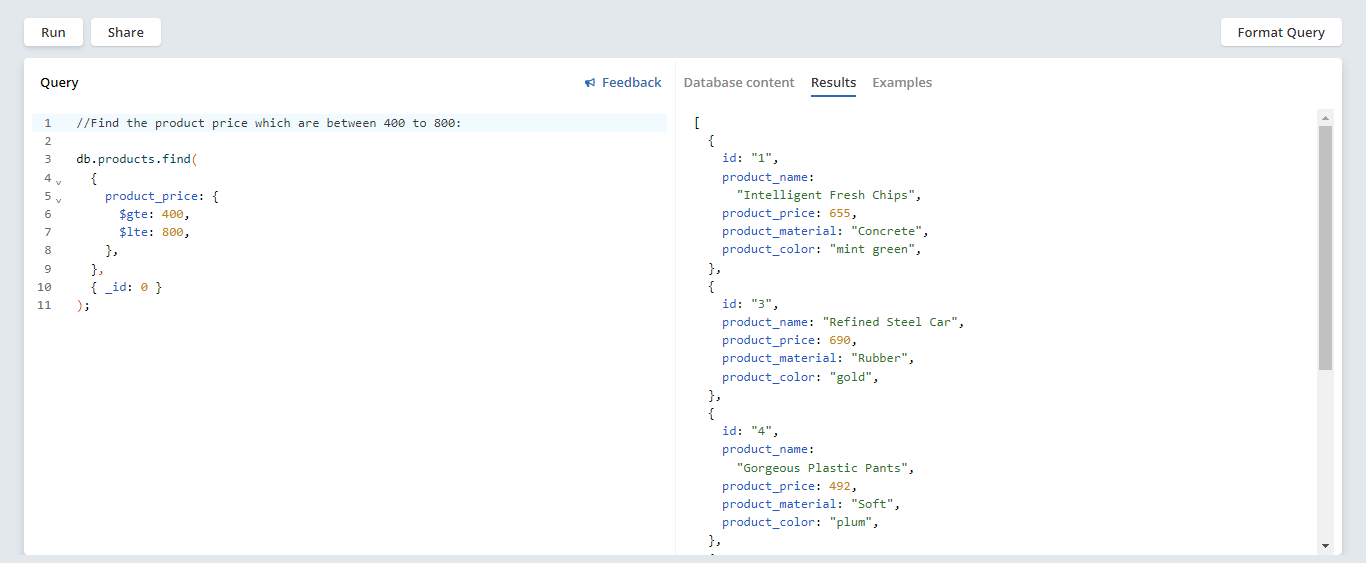 Run Share Format Query
Query Feedback
1 //Find the product price which are between 400 to 800:
2
3 db.products.find(
4 {
5 product_price: {
6 $gte: 400,
7 $lte: 800,
8 },
9 },
10 { _id: 0 }
11 );
Database content Results Examples
[
{
id: "1",
product_name:
"Intelligent Fresh Chips",
product_price: 655,
product_material: "Concrete",
product_color: "mint green",
},
{
id: "3",
product_name: "Refined Steel Car",
product_price: 690,
product_material: "Rubber",
product_color: "gold",
},
{
id: "4",
product_name:
"Gorgeous Plastic Pants",
product_price: 492,
product_material: "Soft",
product_color: "plum",
},